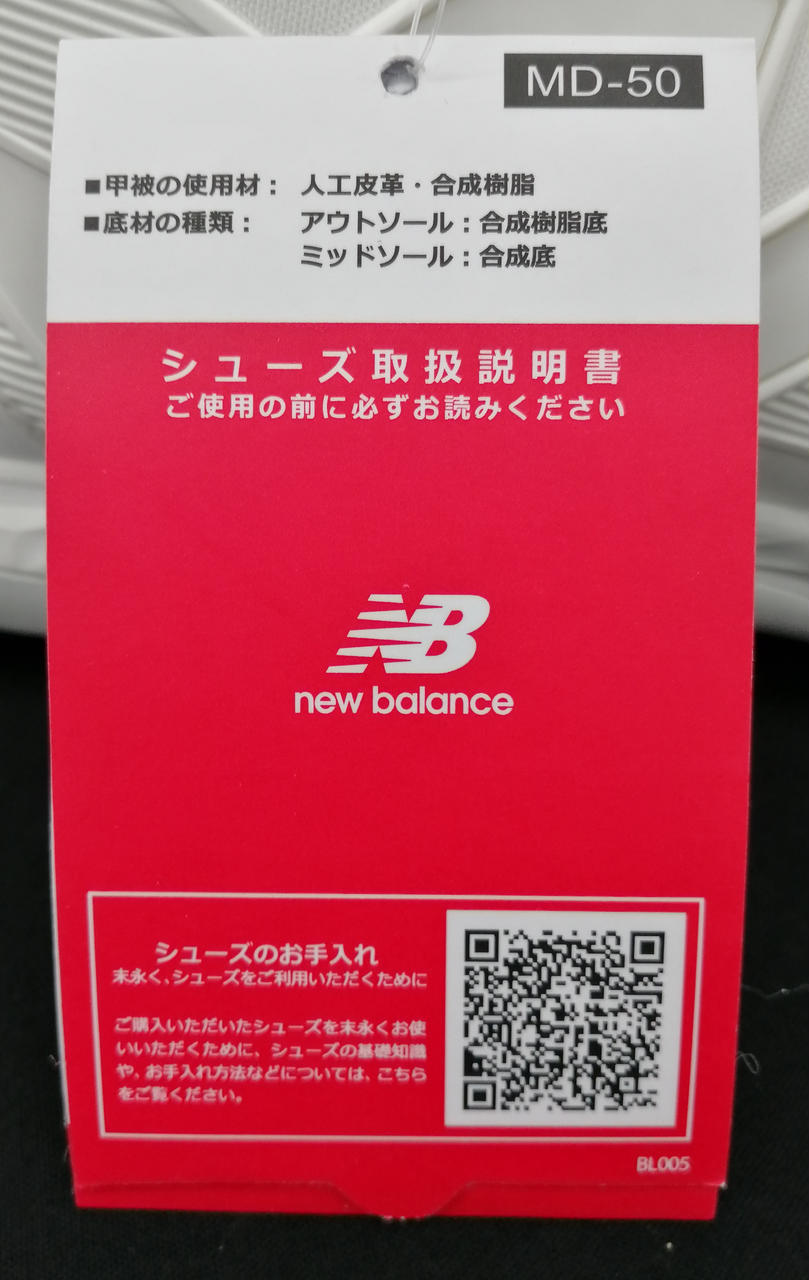 MD-50
■甲被の使用材： 人工皮革・合成樹脂
■底材の種類： アウトソール：合成樹脂底
ミッドソール：合成底
シューズ取扱説明書
ご使用の前に必ずお読みください
NB
new balance
シューズのお手入れ
末永く、シューズをご利用いただくために
ご購入いただいたシューズを末永くお使
いいただくために、シューズの基礎知識
や、お手入れ方法などについては、こちら
をご覧ください。
BL005